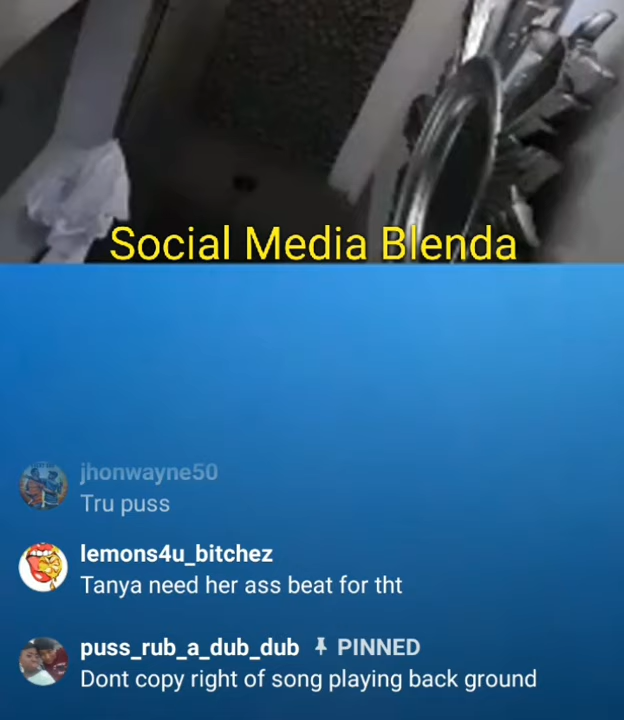 Social Media Blenda
jhonwayne50
Tru puss
lemons4u_bitchez
Tanya need her ass beat for tht
puss_rub_a_dub_dub PINNED
Dont copy right of song playing back ground